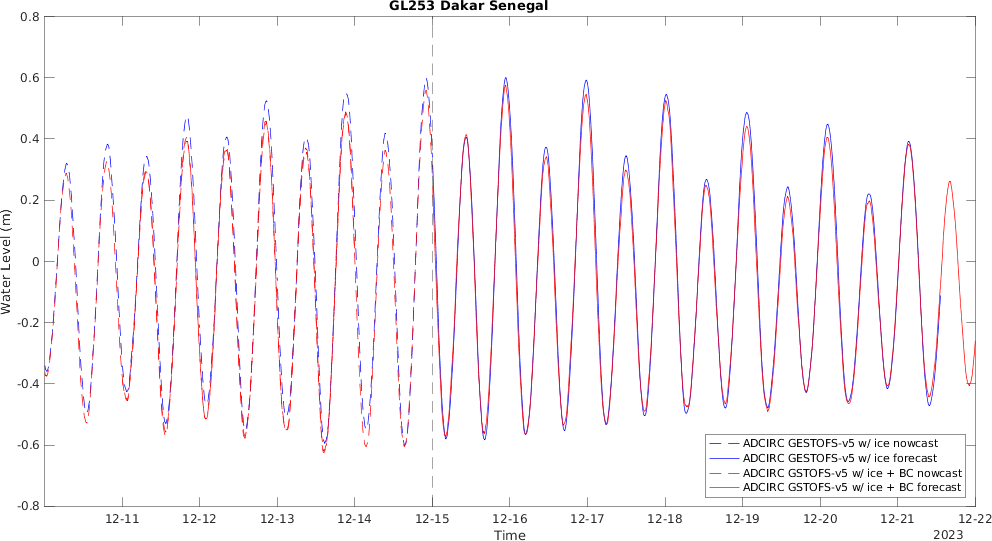 GL253 Dakar Senegal
0.8
0.6
0.4
0.2
0
-0.2
-0.4
-0.6
-0.8
Water Level (m)
12-11 12-12 12-13 12-14 12-15 12-16 12-17 12-18 12-19 12-20 12-21 12-22
Time
2023
ADCIRC GESTOFS-v5 w/ ice nowcast
ADCIRC GESTOFS-v5 w/ ice forecast
ADCIRC GSTOFS-v5 w/ ice + BC nowcast
ADCIRC GSTOFS-v5 w/ ice + BC forecast